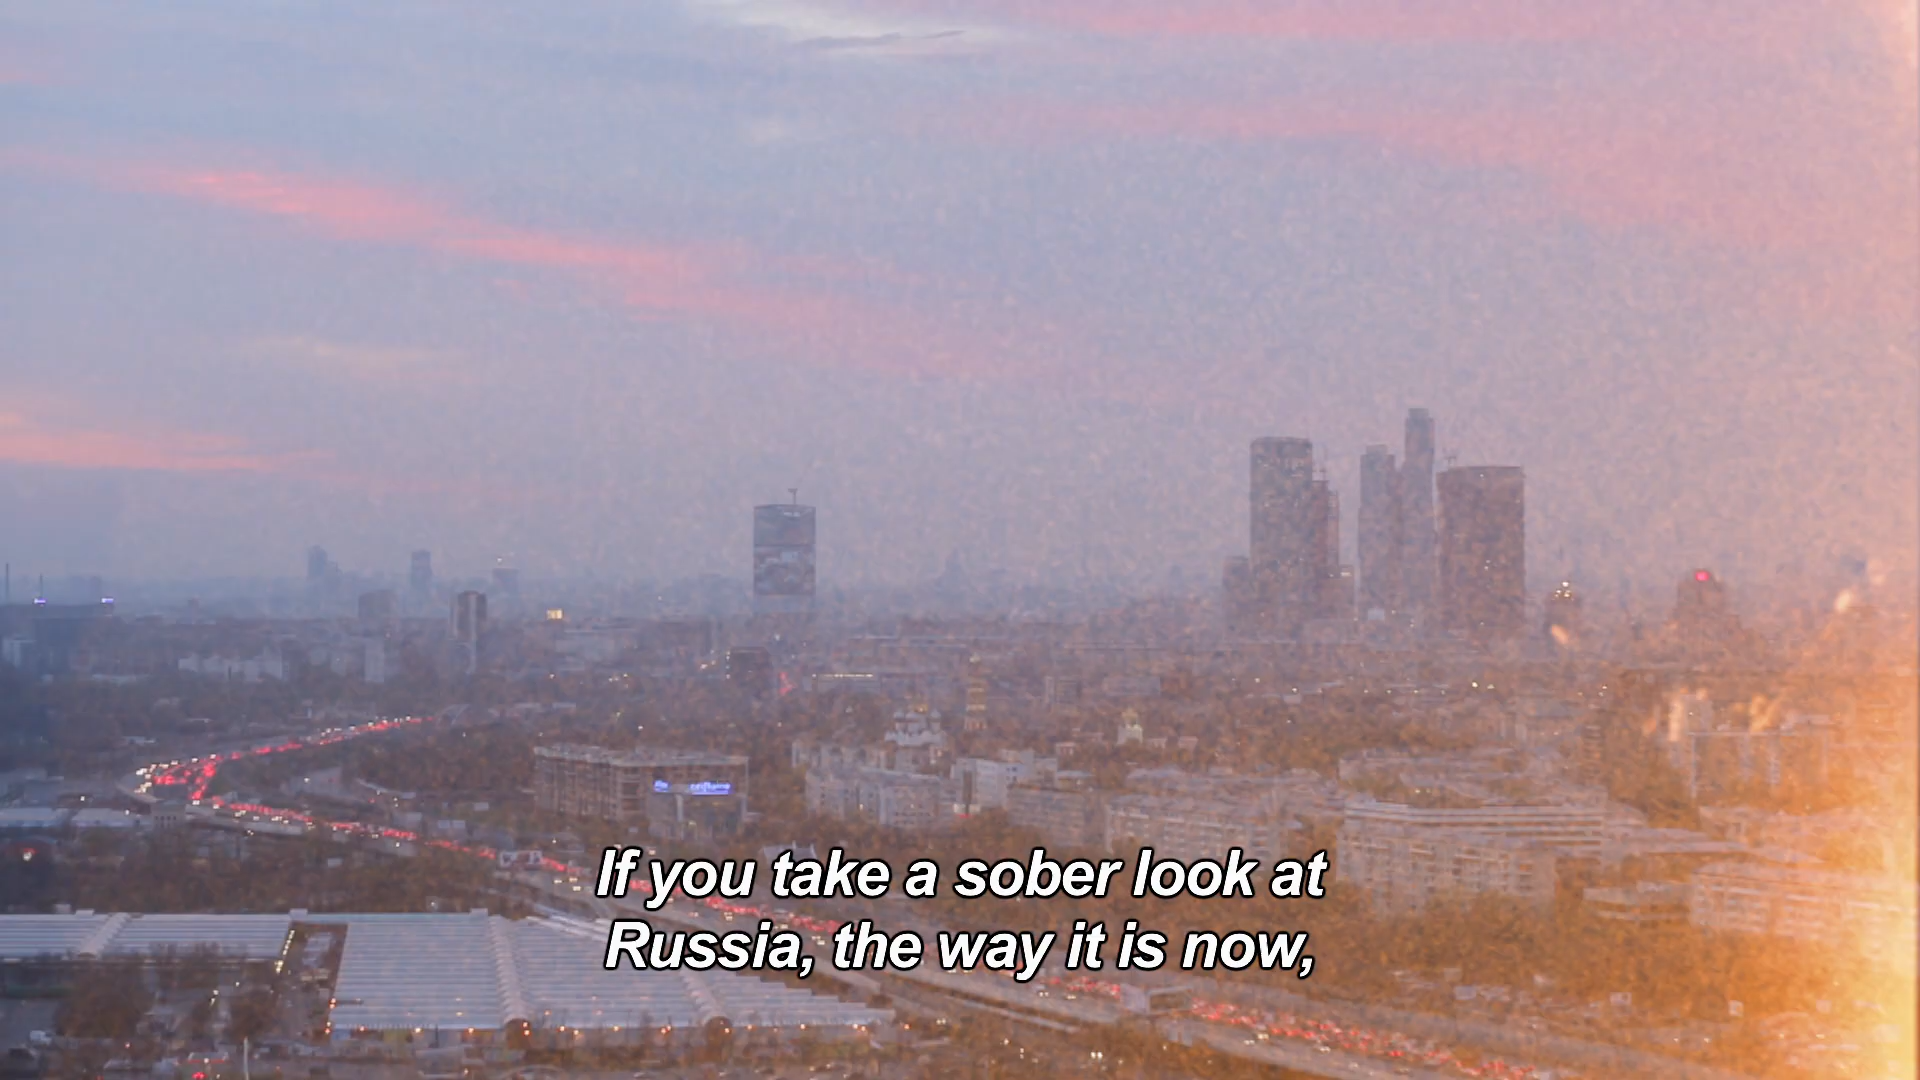 If you take a sober look at
Russia, the way it is now,